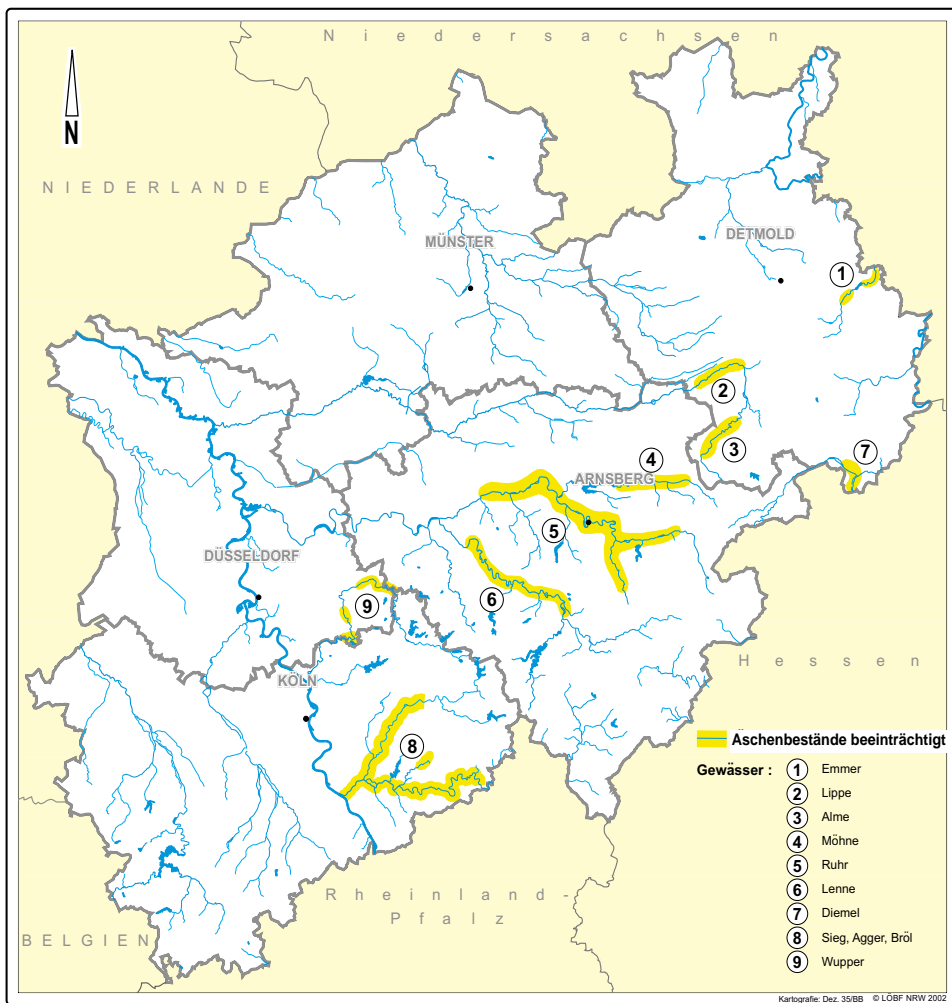 N i e d e r s a c h s e n
N
N I E D E R L A N D E
MÜNSTER
DETMOLD
1
2
3
4
7
ARNSBERG
5
DÜSSELDORF
6
9
H e s s e n
KÖLN
8
Äschenbestände beeinträchtigt
Gewässer :
1 Emmer
2 Lippe
3 Alme
4 Möhne
5 Ruhr
6 Lenne
7 Diemel
8 Sieg, Agger, Bröl
9 Wupper
R h e i n l a n d -
P f a l z
B E L G I E N
Kartografie: Dez. 35/BB © LÖBF NRW 2002